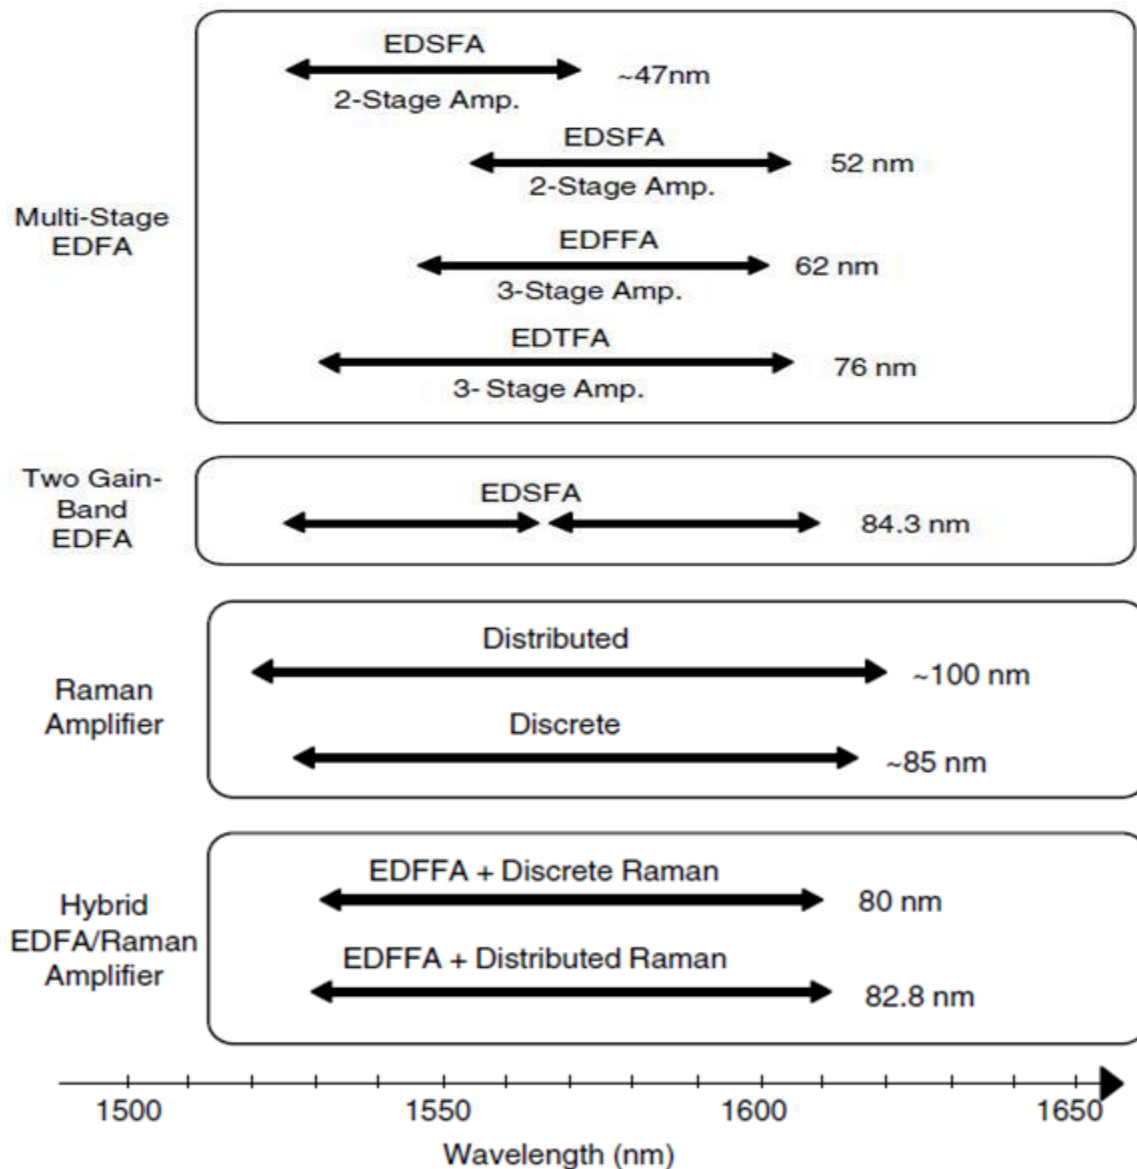 EDSFA
~47nm
2-Stage Amp.
EDSFA
52 nm
2-Stage Amp.
Multi-Stage
EDFA
EDFFA
62 nm
3-Stage Amp.
EDTFA
76 nm
3- Stage Amp.
Two Gain-
Band
EDFA
EDSFA
84.3 nm
Raman
Amplifier
Distributed
~100 nm
Discrete
~85 nm
Hybrid
EDFA/Raman
Amplifier
EDFFA + Discrete Raman
80 nm
EDFFA + Distributed Raman
82.8 nm
1500 1550 1600 1650
Wavelength (nm)